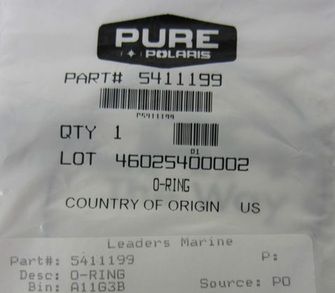 PURE
POLARIS
PART# 5411199
P5411199
QTY 1
01
LOT 46025400002
O-RING
COUNTRY OF ORIGIN US
Leaders Marine
Part#: 5411199 P:
Desc: O-RING
Bin: A11G3B Source: PO